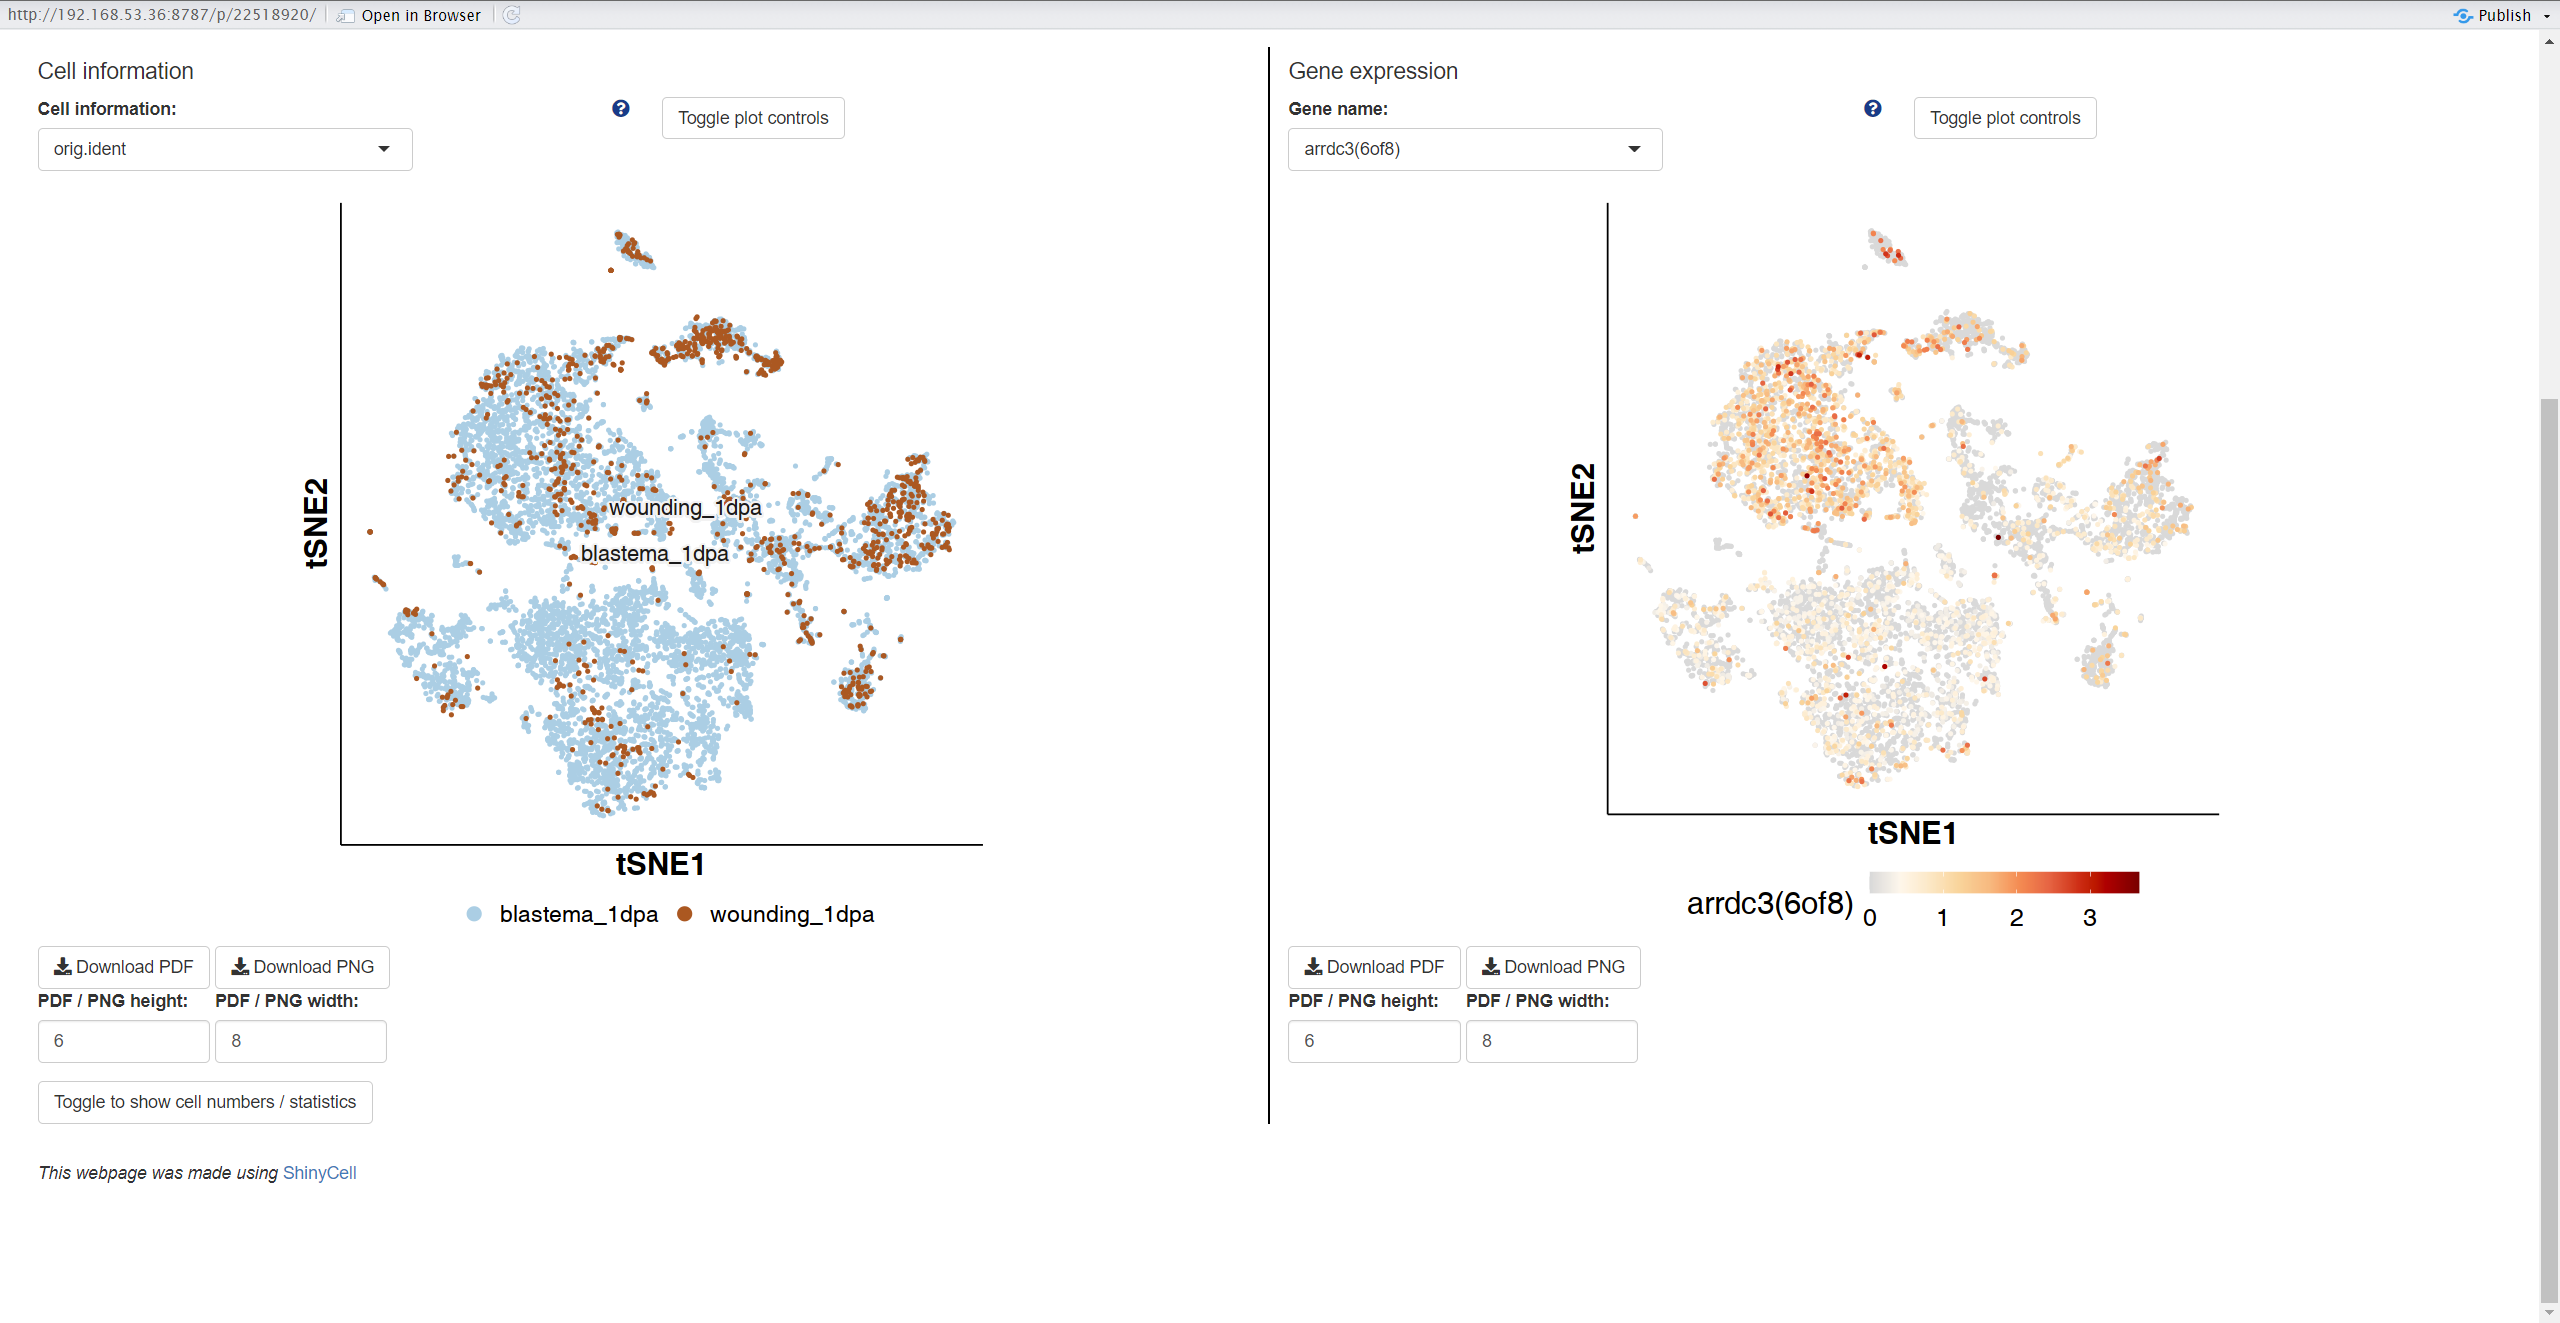 http://192.168.53.36:8787/p/22518920/ Open in Browser Publish
Cell information
Cell information:
Toggle plot controls
orig.ident
tSNE2
wounding_1dpa
blastema_1dpa
tSNE1
blastema_1dpa wounding_1dpa
Download PDF Download PNG
PDF / PNG height: PDF / PNG width:
6 8
Toggle to show cell numbers / statistics
This webpage was made using ShinyCell
Gene expression
Gene name:
Toggle plot controls
arrdc3(6of8)
tSNE2
tSNE1
arrdc3(6of8) 0 1 2 3
Download PDF Download PNG
PDF / PNG height: PDF / PNG width:
6 8